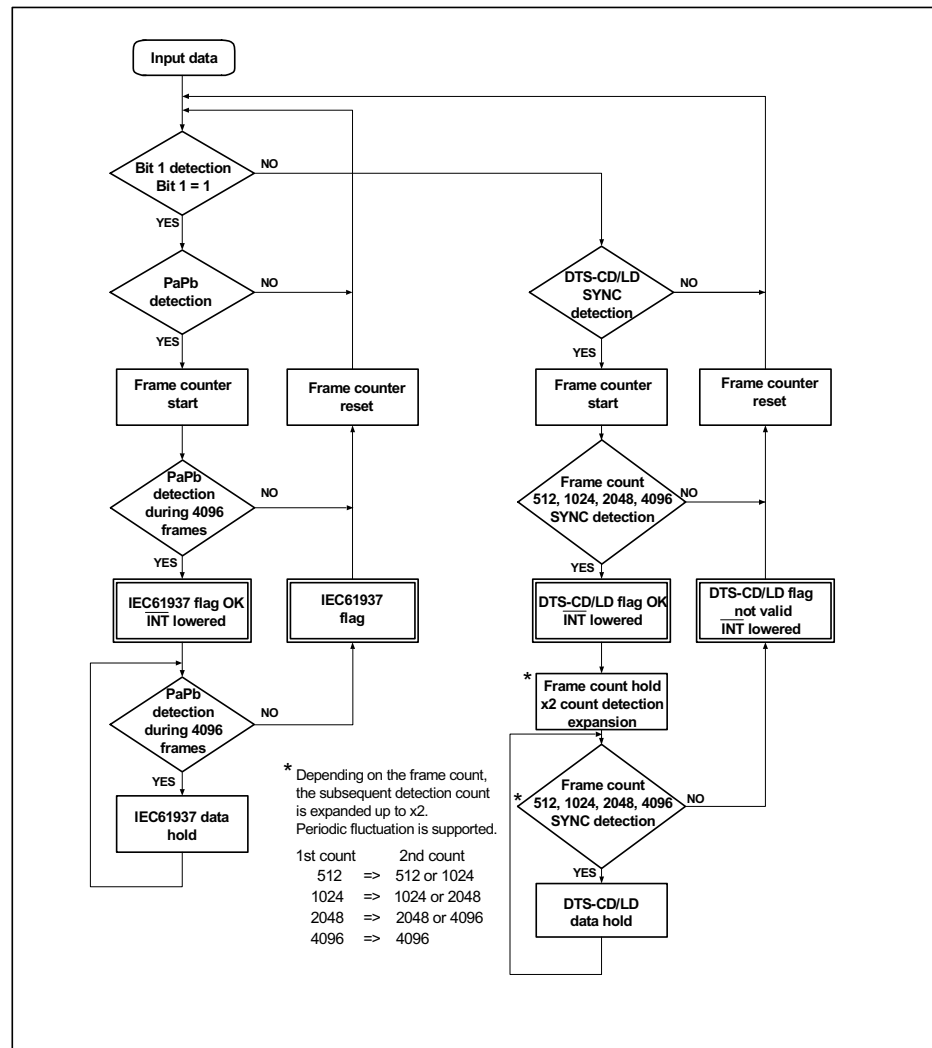 Input data
Bit 1 detection
Bit 1 = 1
NO
YES
PaPb
detection
NO
YES
Frame counter
start
Frame counter
reset
PaPb
detection
during 4096
frames
NO
YES
IEC61937 flag OK
INT lowered
IEC61937
flag
PaPb
detection
during 4096
frames
NO
YES
IEC61937 data
hold
DTS-CD/LD
SYNC
detection
NO
YES
Frame counter
start
Frame counter
reset
Frame count
512, 1024, 2048, 4096
SYNC detection
NO
YES
DTS-CD/LD flag OK
INT lowered
DTS-CD/LD flag
not valid
INT lowered
* Frame count hold
x2 count detection
expansion
* Frame count
512, 1024, 2048, 4096
SYNC detection
NO
YES
DTS-CD/LD
data hold
* Depending on the frame count,
the subsequent detection count
is expanded up to x2.
Periodic fluctuation is supported.
1st count 2nd count
512 => 512 or 1024
1024 => 1024 or 2048
2048 => 2048 or 4096
4096 => 4096